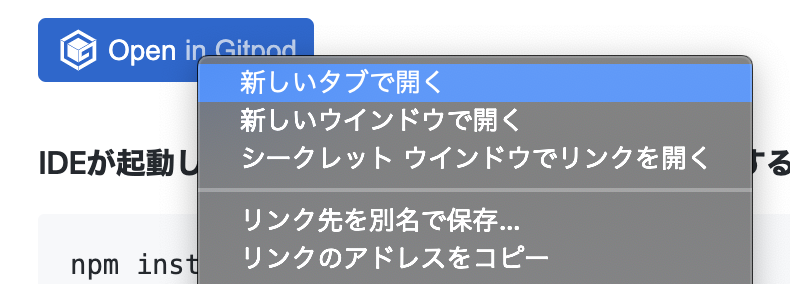 Open in Gitpod
新しいタブで開く
新しいウインドウで開く
IDEが起動し
シークレット ウインドウでリンクを開く
する
リンク先を別名で保存...
npm inst
リンクのアドレスをコピー